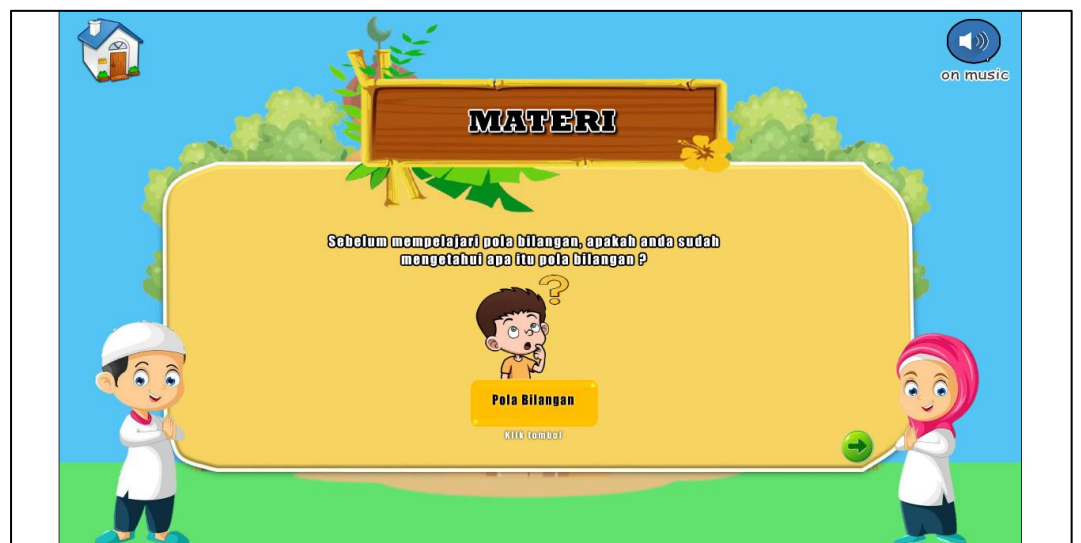 on music
MATERI
Sebelum mempelajari pola bilangan, apakah anda sudah
mengetahui apa itu pola bilangan ?
Pola Bilangan
Klik tombol